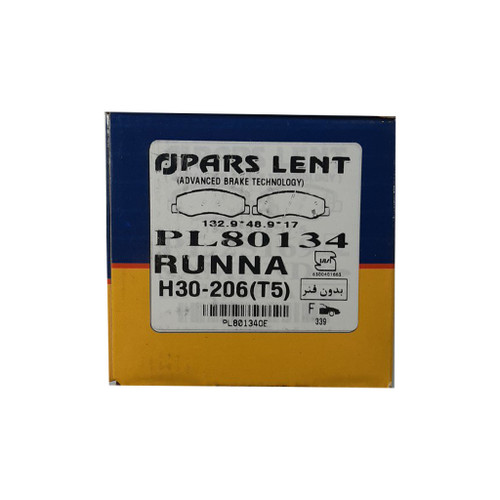 PARS LENT
(ADVANCED BRAKE TECHNOLOGY)
132.9*48.9*17
PL80134
RUNNA
H30-206(T5)
بدون فنر
F
339
PL80134OE